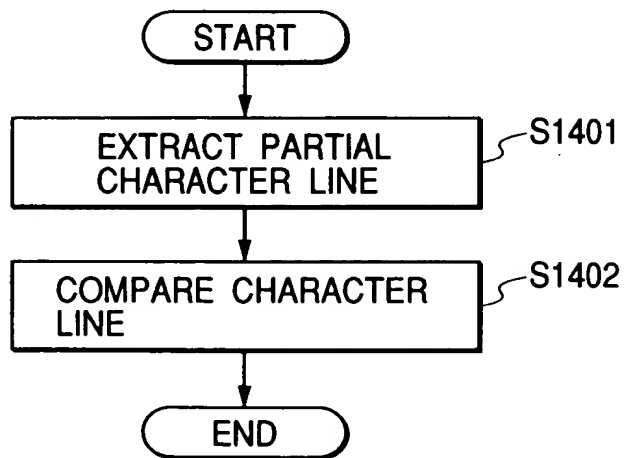 START
EXTRACT PARTIAL
CHARACTER LINE
S1401
COMPARE CHARACTER
LINE
S1402
END